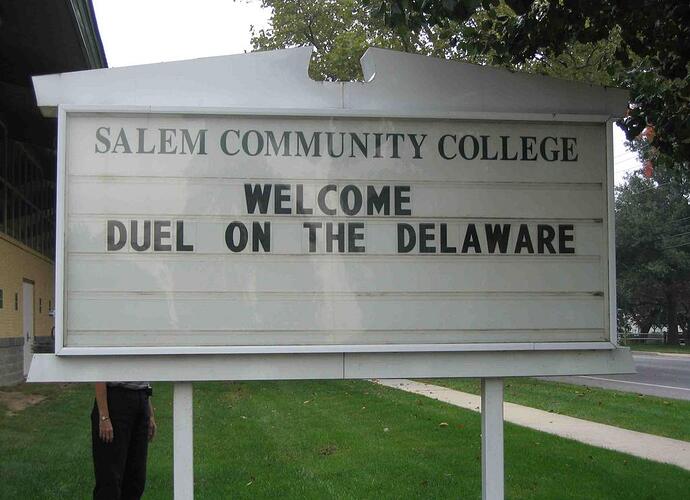 SALEM COMMUNITY COLLEGE
WELCOME
DUEL ON THE DELAWARE